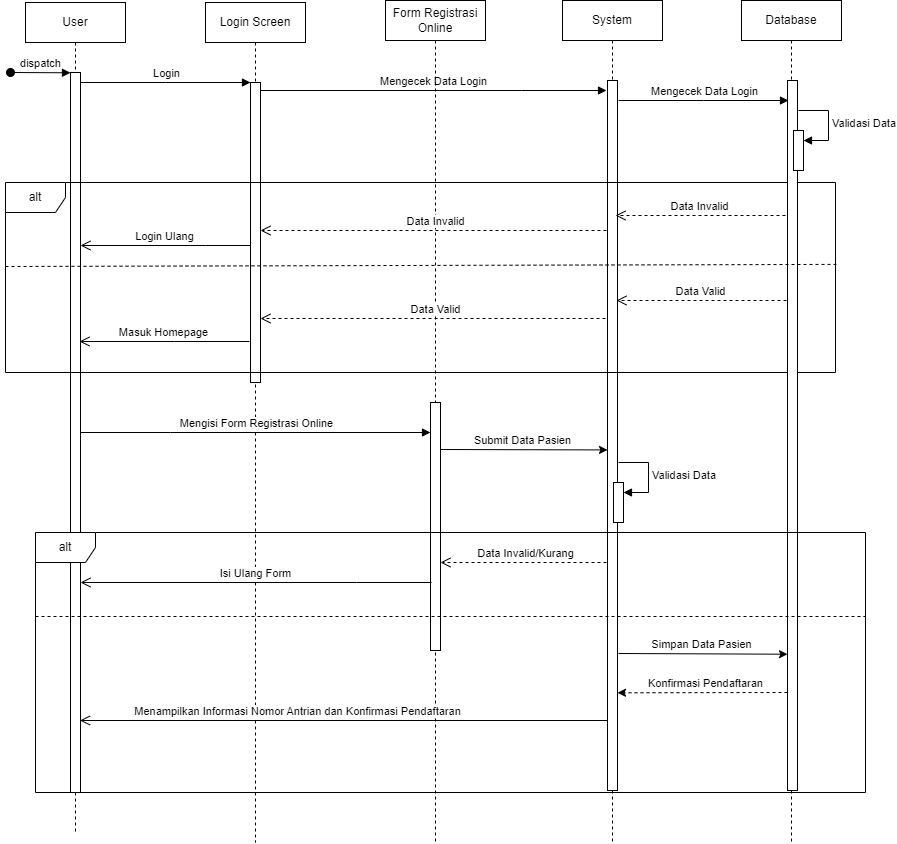 User
Login Screen
Form Registrasi
Online
System
Database
dispatch
Login
Mengecek Data Login
Mengecek Data Login
Validasi Data
alt
Data Invalid
Data Invalid
Login Ulang
Data Valid
Data Valid
Masuk Homepage
Mengisi Form Registrasi Online
Submit Data Pasien
Validasi Data
alt
Data Invalid/Kurang
Isi Ulang Form
Simpan Data Pasien
Konfirmasi Pendaftaran
Menampilkan Informasi Nomor Antrian dan Konfirmasi Pendaftaran